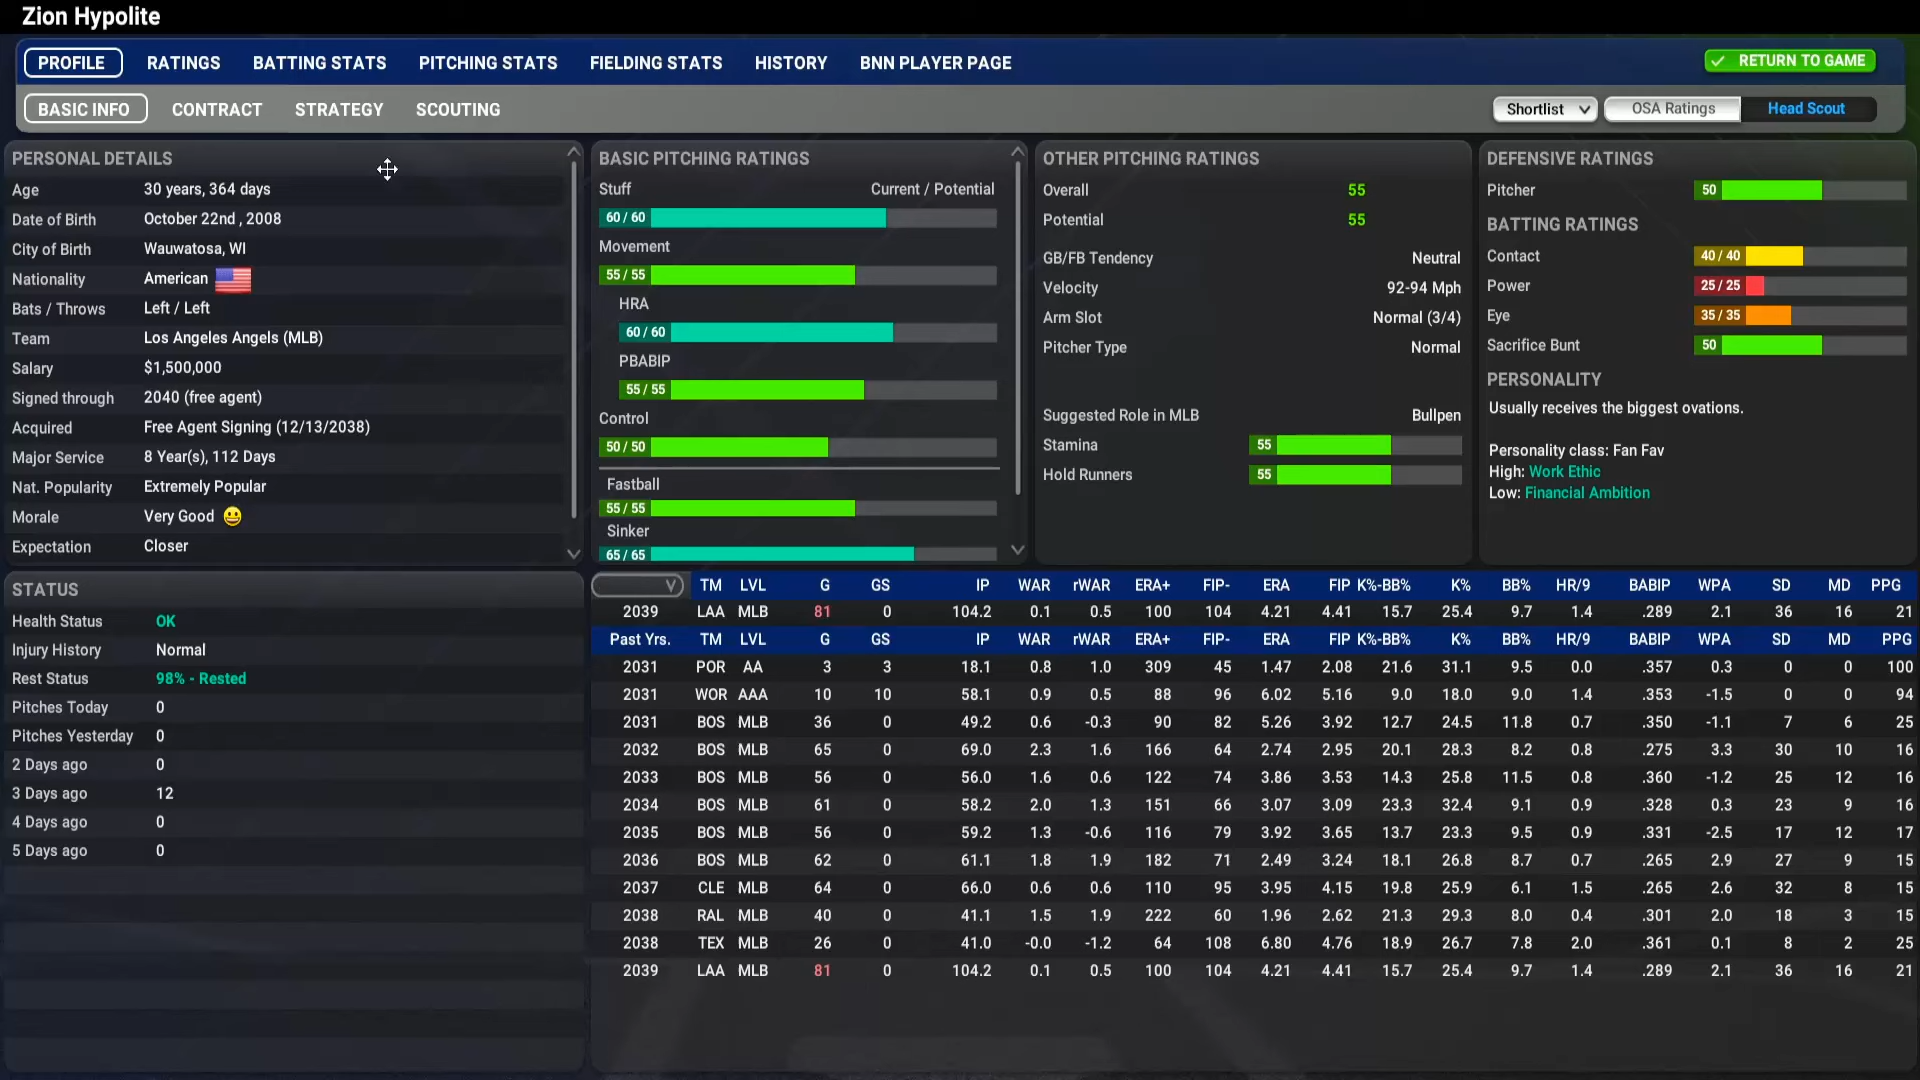 Zion Hypolite
PROFILE RATINGS BATTING STATS PITCHING STATS FIELDING STATS HISTORY BNN PLAYER PAGE RETURN TO GAME
BASIC INFO CONTRACT STRATEGY SCOUTING Shortlist OSA Ratings Head Scout
PERSONAL DETAILS
Age 30 years, 364 days
Date of Birth October 22nd , 2008
City of Birth Wauwatosa, WI
Nationality American
Bats / Throws Left / Left
Team Los Angeles Angels (MLB)
Salary $1,500,000
Signed through 2040 (free agent)
Acquired Free Agent Signing (12/13/2038)
Major Service 8 Year(s), 112 Days
Nat. Popularity Extremely Popular
Morale Very Good
Expectation Closer
BASIC PITCHING RATINGS
Stuff Current / Potential
60 / 60
Movement
55 / 55
HRA
60 / 60
PBABIP
55 / 55
Control
50 / 50
Fastball
55 / 55
Sinker
65 / 65
OTHER PITCHING RATINGS
Overall 55
Potential 55
GB/FB Tendency Neutral
Velocity 92-94 Mph
Arm Slot Normal (3/4)
Pitcher Type Normal
Suggested Role in MLB Bullpen
Stamina 55
Hold Runners 55
DEFENSIVE RATINGS
Pitcher 50
BATTING RATINGS
Contact 40 / 40
Power 25 / 25
Eye 35 / 35
Sacrifice Bunt 50
PERSONALITY
Usually receives the biggest ovations.
Personality class: Fan Fav
High: Work Ethic
Low: Financial Ambition
STATUS
Health Status OK
Injury History Normal
Rest Status 98% - Rested
Pitches Today 0
Pitches Yesterday 0
2 Days ago 0
3 Days ago 12
4 Days ago 0
5 Days ago 0
TM LVL G GS IP WAR rWAR ERA+ FIP- ERA FIP K%-BB% K% BB% HR/9 BABIP WPA SD MD PPG
2039 LAA MLB 81 0 104.2 0.1 0.5 100 104 4.21 4.41 15.7 25.4 9.7 1.4 .289 2.1 36 16 21
Past Yrs. TM LVL G GS IP WAR rWAR ERA+ FIP- ERA FIP K%-BB% K% BB% HR/9 BABIP WPA SD MD PPG
2031 POR AA 3 3 18.1 0.8 1.0 309 45 1.47 2.08 21.6 31.1 9.5 0.0 .357 0.3 0 0 100
2031 WOR AAA 10 10 58.1 0.9 0.5 88 96 6.02 5.16 9.0 18.0 9.0 1.4 .353 -1.5 0 0 94
2031 BOS MLB 36 0 49.2 0.6 -0.3 90 82 5.26 3.92 12.7 24.5 11.8 0.7 .350 -1.1 7 6 25
2032 BOS MLB 65 0 69.0 2.3 1.6 166 64 2.74 2.95 20.1 28.3 8.2 0.8 .275 3.3 30 10 16
2033 BOS MLB 56 0 56.0 1.6 0.6 122 74 3.86 3.53 14.3 25.8 11.5 0.8 .360 -1.2 25 12 16
2034 BOS MLB 61 0 58.2 2.0 1.3 151 66 3.07 3.09 23.3 32.4 9.1 0.9 .328 0.3 23 9 16
2035 BOS MLB 56 0 59.2 1.3 -0.6 116 79 3.92 3.65 13.7 23.3 9.5 0.9 .331 -2.5 17 12 17
2036 BOS MLB 62 0 61.1 1.8 1.9 182 71 2.49 3.24 18.1 26.8 8.7 0.7 .265 2.9 27 9 15
2037 CLE MLB 64 0 66.0 0.6 0.6 110 95 3.95 4.15 19.8 25.9 6.1 1.5 .265 2.6 32 8 15
2038 RAL MLB 40 0 41.1 1.5 1.9 222 60 1.96 2.62 21.3 29.3 8.0 0.4 .301 2.0 18 3 15
2038 TEX MLB 26 0 41.0 -0.0 -1.2 64 108 6.80 4.76 18.9 26.7 7.8 2.0 .361 0.1 8 2 25
2039 LAA MLB 81 0 104.2 0.1 0.5 100 104 4.21 4.41 15.7 25.4 9.7 1.4 .289 2.1 36 16 21